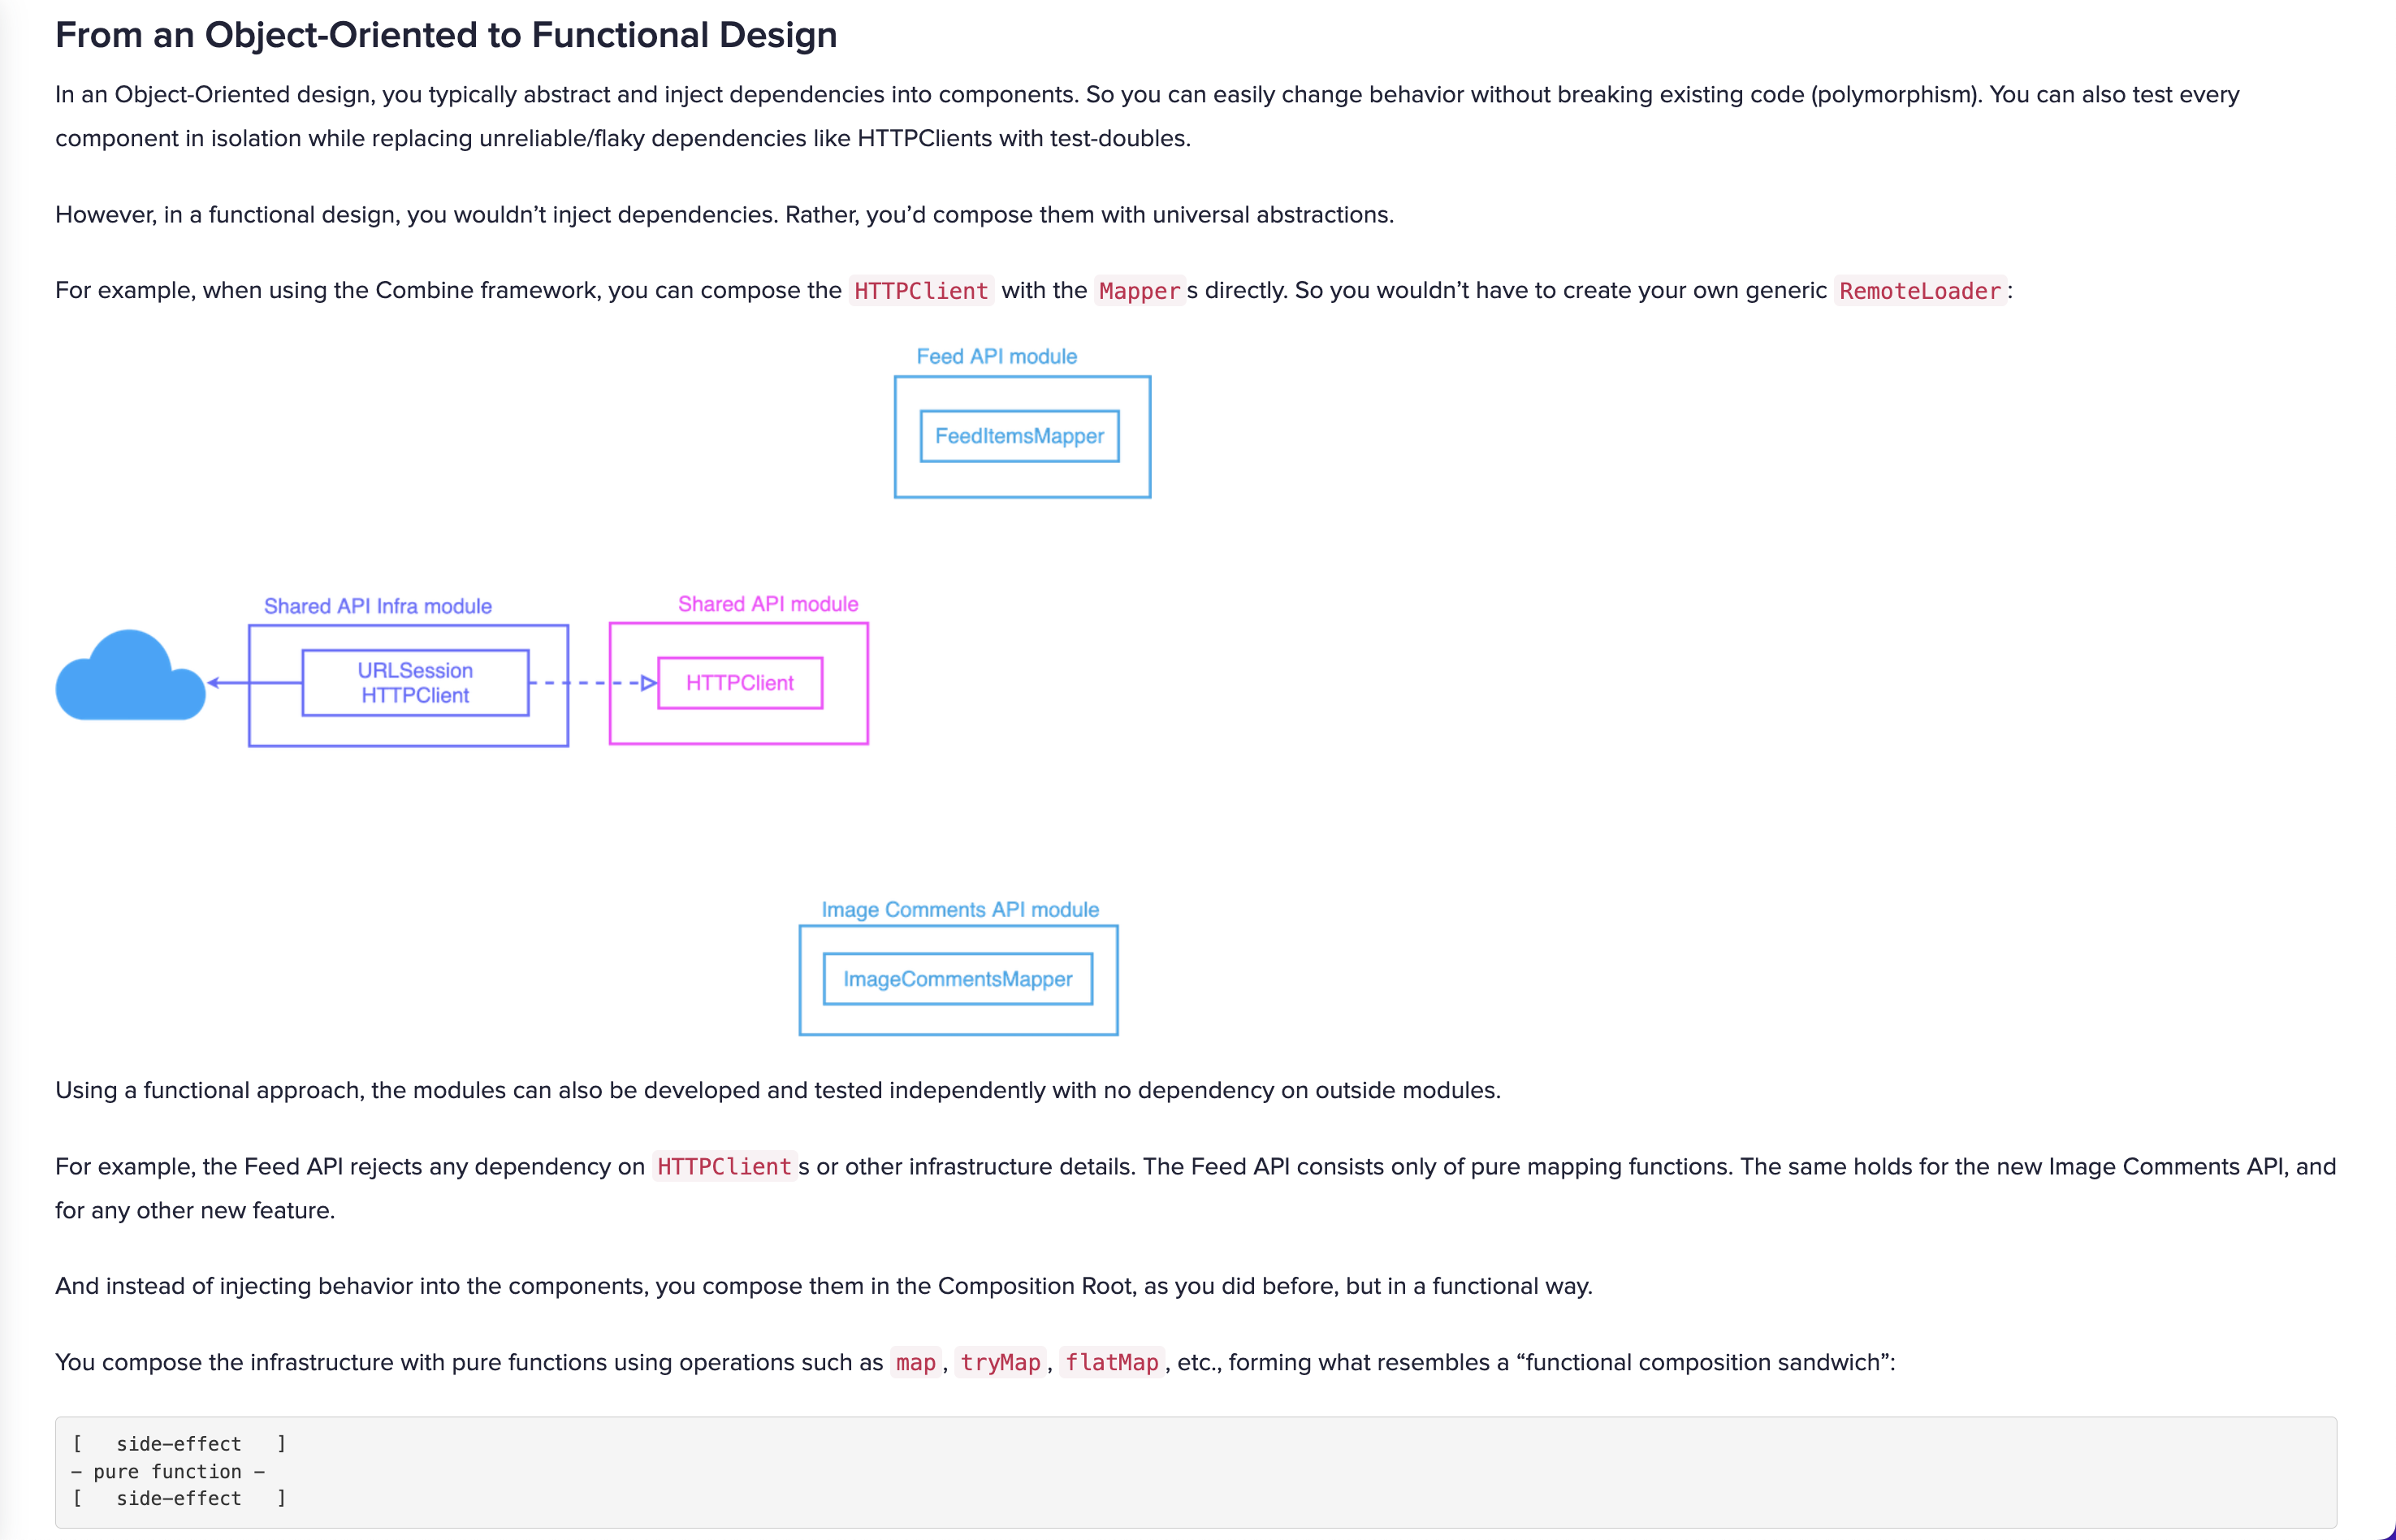 From an Object-Oriented to Functional Design
In an Object-Oriented design, you typically abstract and inject dependencies into components. So you can easily change behavior without breaking existing code (polymorphism). You can also test every
component in isolation while replacing unreliable/flaky dependencies like HTTPClients with test-doubles.
However, in a functional design, you wouldn’t inject dependencies. Rather, you’d compose them with universal abstractions.
For example, when using the Combine framework, you can compose the HTTPClient with the Mappers directly. So you wouldn’t have to create your own generic RemoteLoader:
Feed API module
FeedItemsMapper
Shared API Infra module
Shared API module
URLSession
HTTPClient
HTTPClient
Image Comments API module
ImageCommentsMapper
Using a functional approach, the modules can also be developed and tested independently with no dependency on outside modules.
For example, the Feed API rejects any dependency on HTTPClients or other infrastructure details. The Feed API consists only of pure mapping functions. The same holds for the new Image Comments API, and
for any other new feature.
And instead of injecting behavior into the components, you compose them in the Composition Root, as you did before, but in a functional way.
You compose the infrastructure with pure functions using operations such as map, tryMap, flatMap, etc., forming what resembles a “functional composition sandwich”:
[   side-effect   ]
- pure function -
[   side-effect   ]